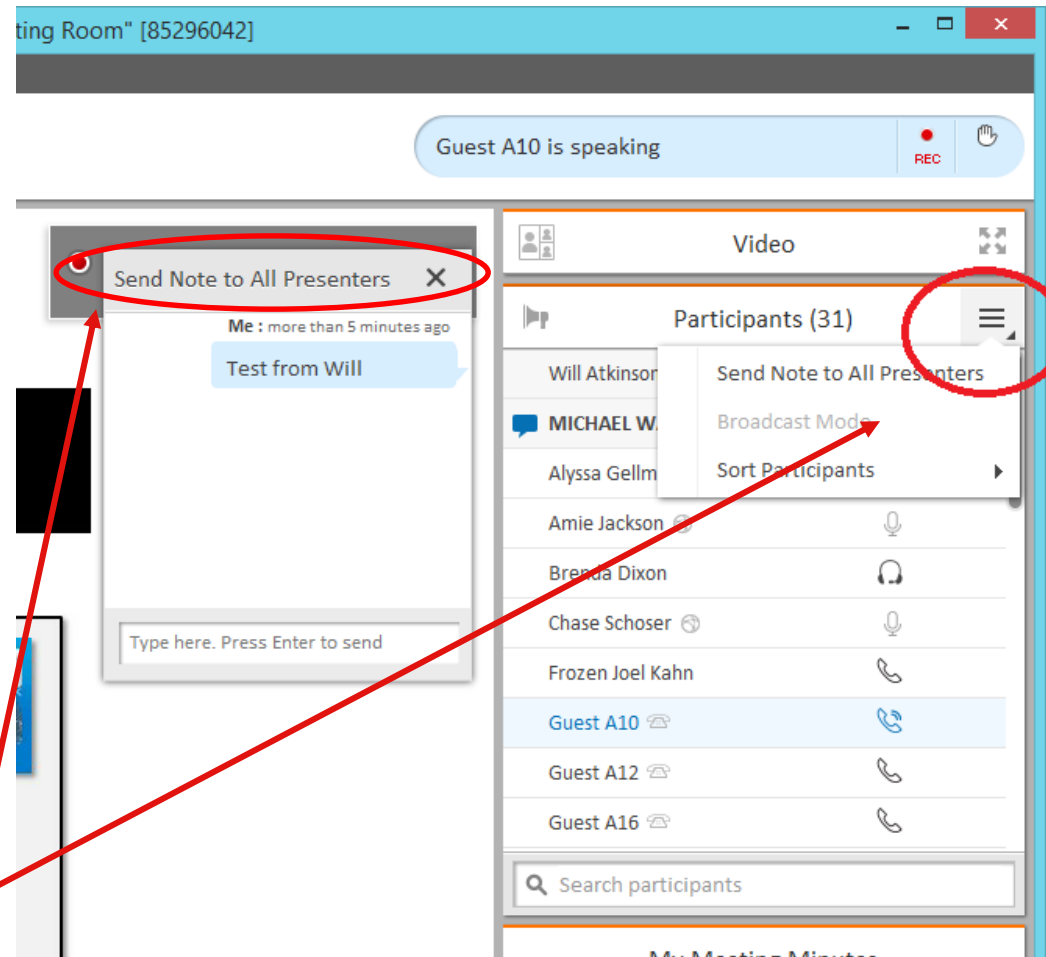 ting Room" [85296042]
Guest A10 is speaking
REC
Send Note to All Presenters
Me : more than 5 minutes ago
Test from Will
Type here. Press Enter to send
Video
Participants (31)
Send Note to All Presenters
Broadcast Mode
Sort Participants
Will Atkinson
MICHAEL W.
Alyssa Gellm
Amie Jackson
Brenda Dixon
Chase Schoser
Frozen Joel Kahn
Guest A10
Guest A12
Guest A16
Search participants
My Meeting Minutes